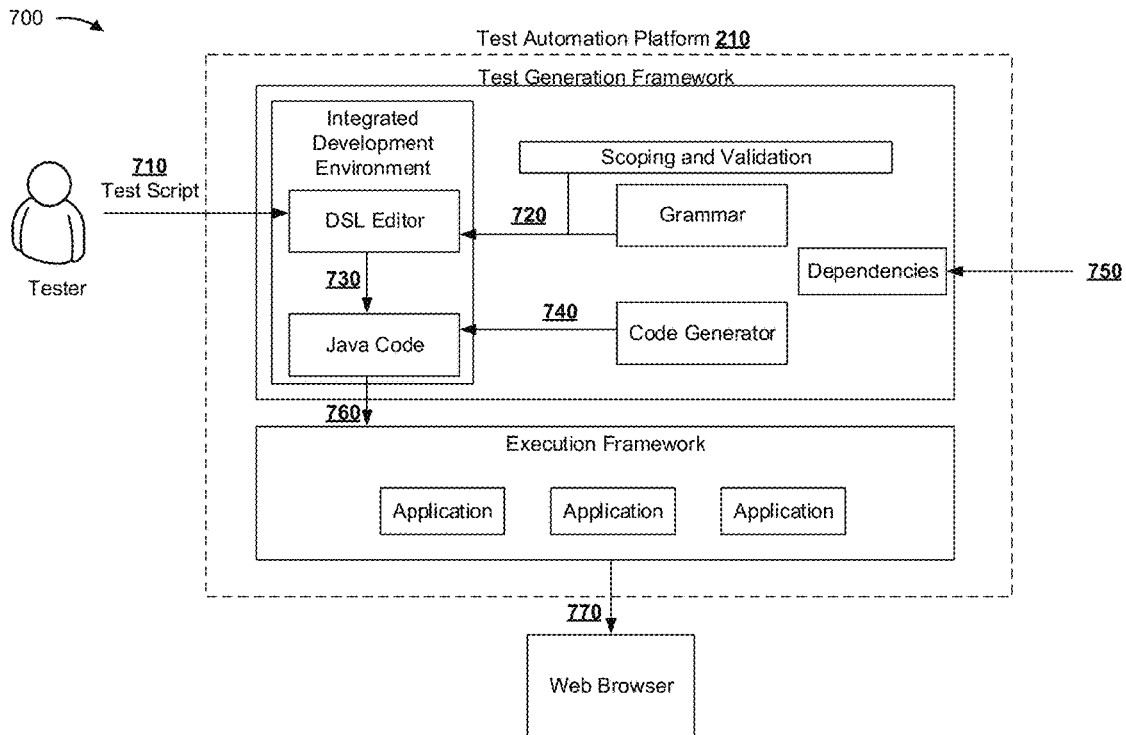 700
Test Automation Platform 210
Test Generation Framework
Integrated
Development
Environment
Scoping and Validation
710
Test Script
DSL Editor
720
Grammar
Tester
730
Dependencies
750
740
Java Code
Code Generator
760
Execution Framework
Application
Application
Application
770
Web Browser